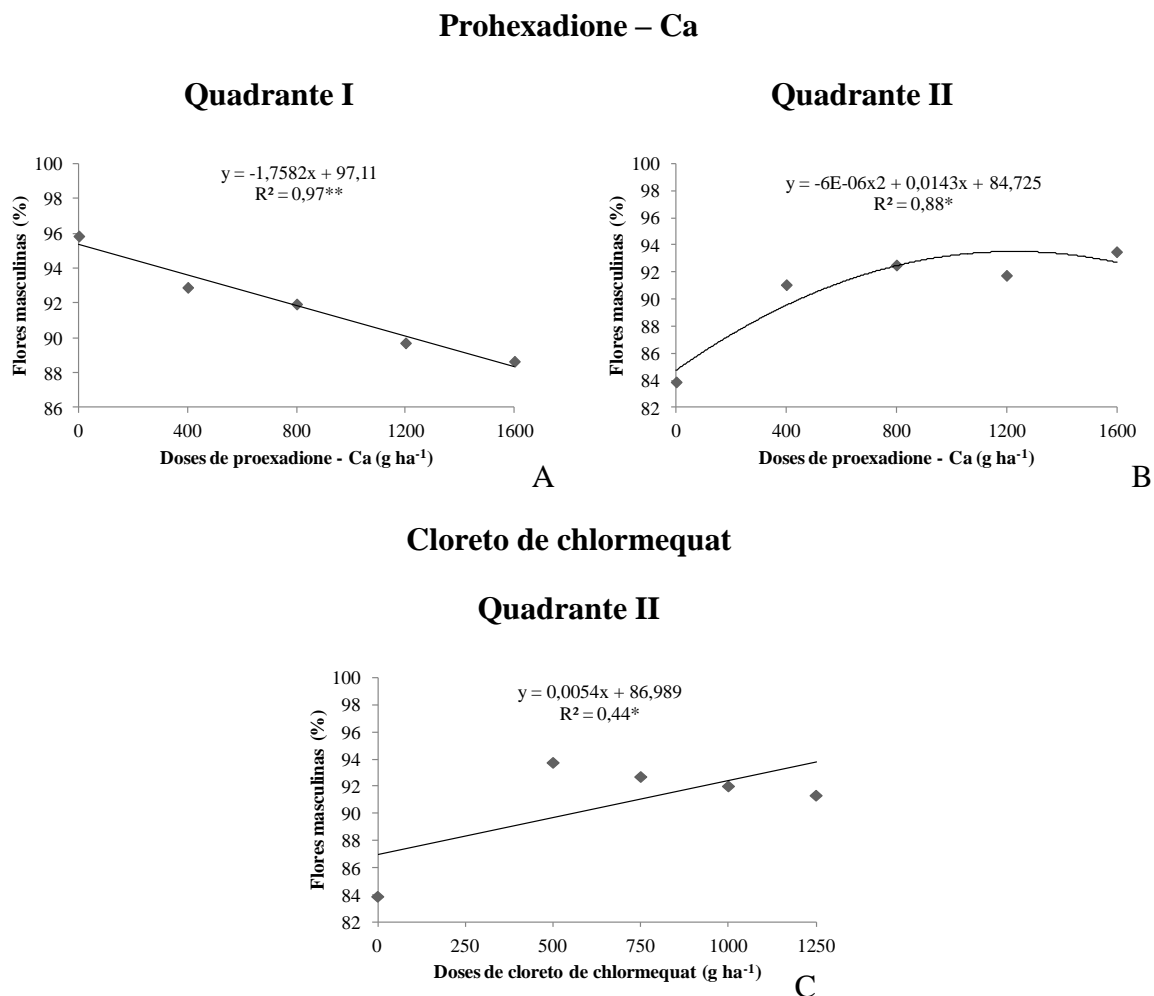 Prohexadione – Ca
Quadrante I
y = -1,7582x + 97,11
R² = 0,97**
Flores masculinas (%)
100
98
96
94
92
90
88
86
0 400 800 1200 1600
Doses de proexadione - Ca (g ha-1)
A
Quadrante II
y = -6E-06x2 + 0,0143x + 84,725
R² = 0,88*
Flores masculinas (%)
100
98
96
94
92
90
88
86
84
82
0 400 800 1200 1600
Doses de proexadione - Ca (g ha-1)
B
Cloreto de chlormequat
Quadrante II
y = 0,0054x + 86,989
R² = 0,44*
Flores masculinas (%)
100
98
96
94
92
90
88
86
84
82
0 250 500 750 1000 1250
Doses de cloreto de chlormequat (g ha-1)
C